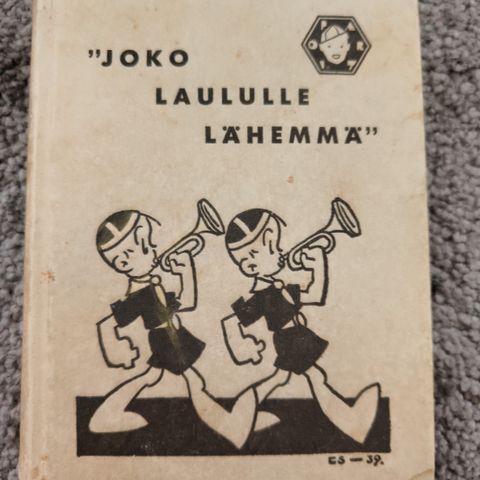 "JOKO
LAULULLE
LÄHEMMÄ"
ES — 39.